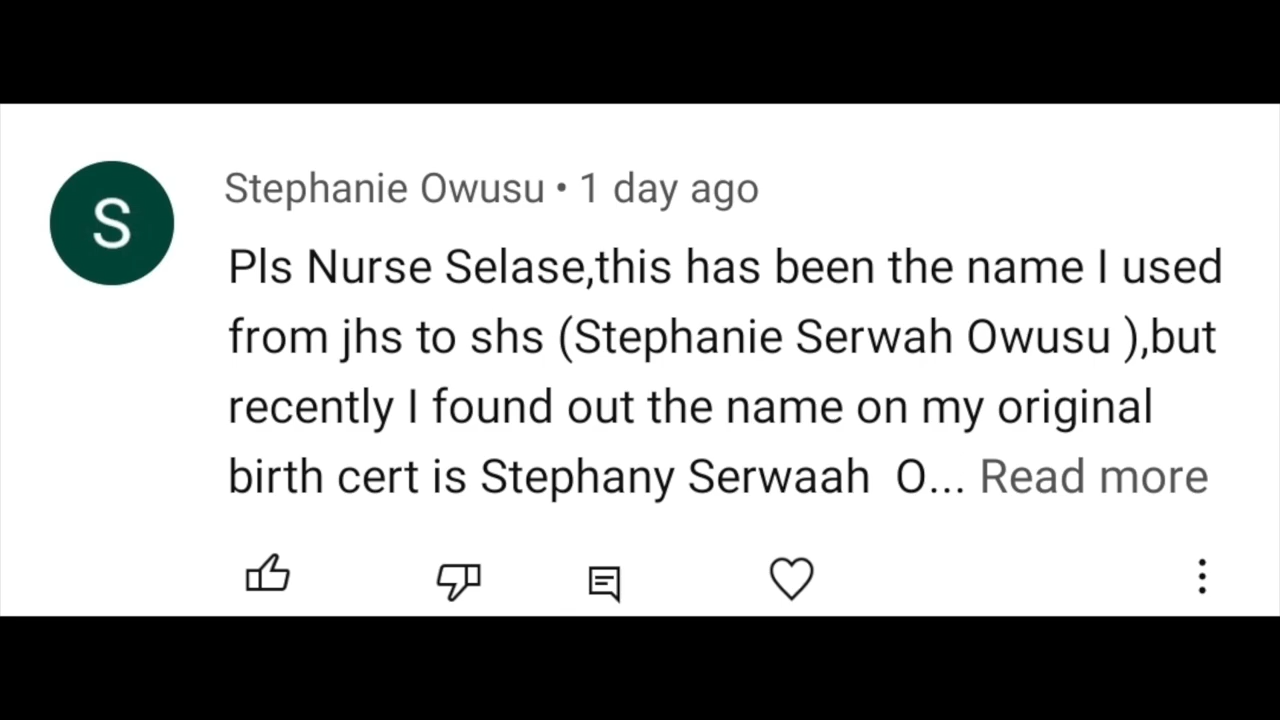 S
Stephanie Owusu • 1 day ago
Pls Nurse Selase,this has been the name I used
from jhs to shs (Stephanie Serwah Owusu ),but
recently I found out the name on my original
birth cert is Stephany Serwaah  O... Read more